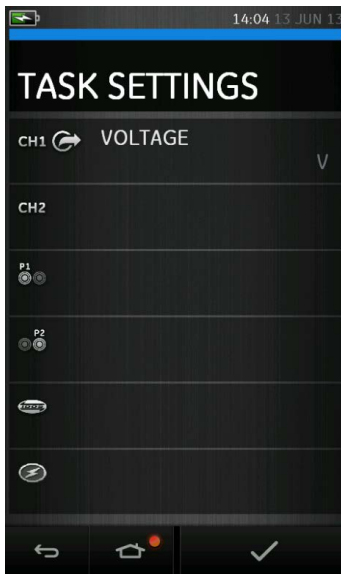 14:04 13 JUN 13
TASK SETTINGS
CH1 VOLTAGE
V
CH2
P1
P2